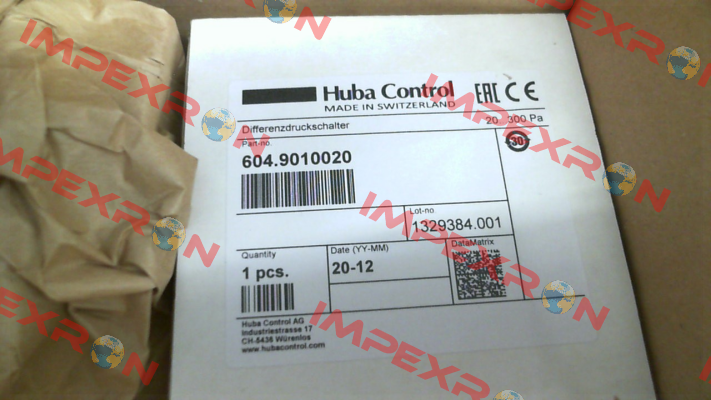 Huba Control
MADE IN SWITZERLAND
EAC CE
Differenzdruckschalter
20...300 Pa
Part-no.
604.9010020
30
Lot-no
1329384.001
Quantity
1 pcs.
Date (YY-MM)
20-12
DataMatrix
Huba Control AG
Industriestrasse 17
CH-5436 Würenlos
www.hubacontrol.com
IMPEXRON
IMPEXRON
IMPEXRON
IMPEXRON
IMPEXRON
IMPEXRON